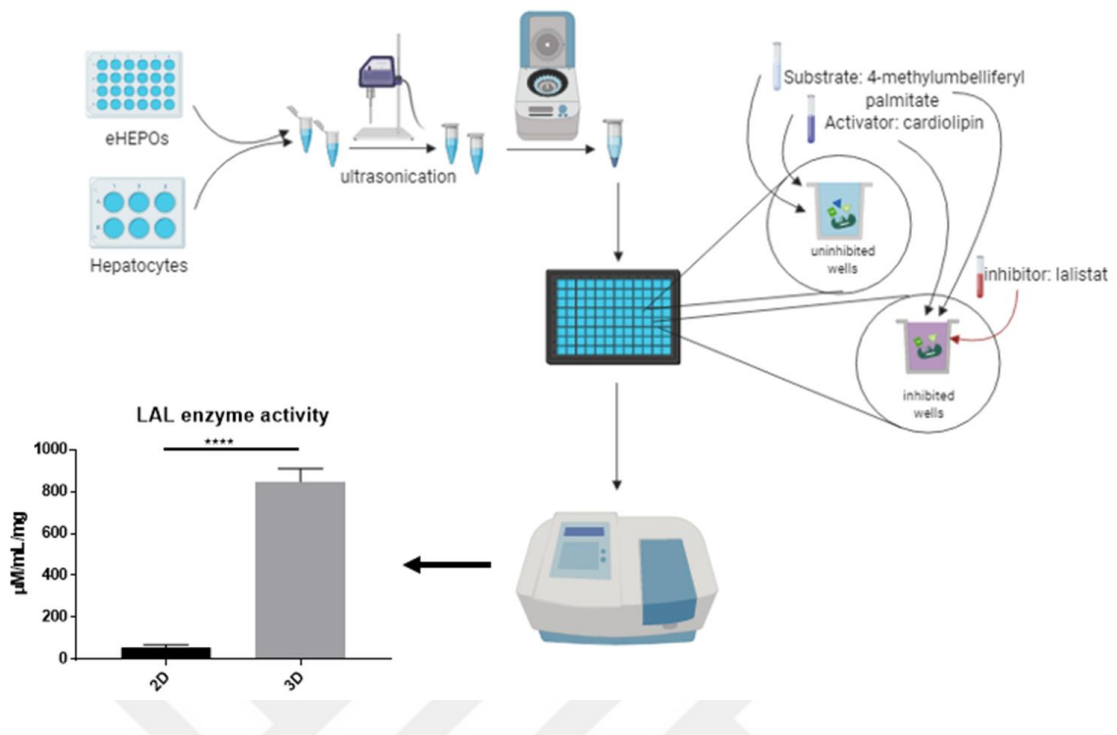 eHEPOs
Hepatocytes
ultrasonication
Substrate: 4-methylumbelliferyl
palmitate
Activator: cardiolipin
uninhibited
wells
inhibitor: lalistat
inhibited
wells
LAL enzyme activity
****
1000
800
600
400
200
0
µM/mL/mg
2D
3D